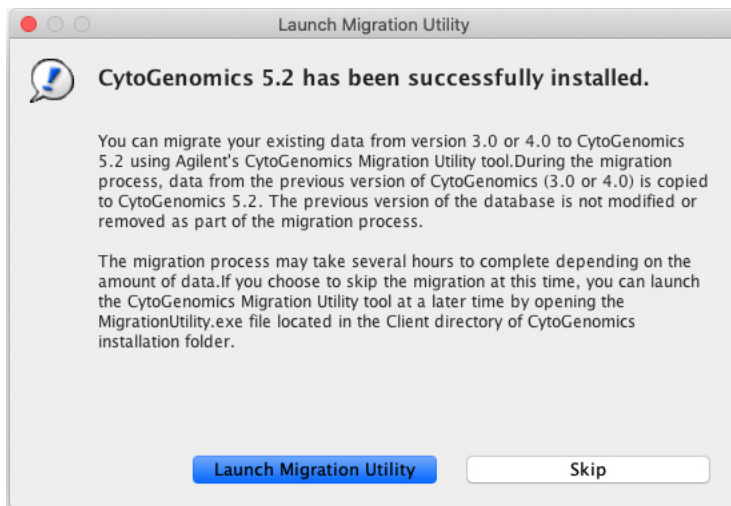 Launch Migration Utility
CytoGenomics 5.2 has been successfully installed.
You can migrate your existing data from version 3.0 or 4.0 to CytoGenomics
5.2 using Agilent's CytoGenomics Migration Utility tool.During the migration
process, data from the previous version of CytoGenomics (3.0 or 4.0) is copied
to CytoGenomics 5.2. The previous version of the database is not modified or
removed as part of the migration process.
The migration process may take several hours to complete depending on the
amount of data.If you choose to skip the migration at this time, you can launch
the CytoGenomics Migration Utility tool at a later time by opening the
MigrationUtility.exe file located in the Client directory of CytoGenomics
installation folder.
Launch Migration Utility
Skip